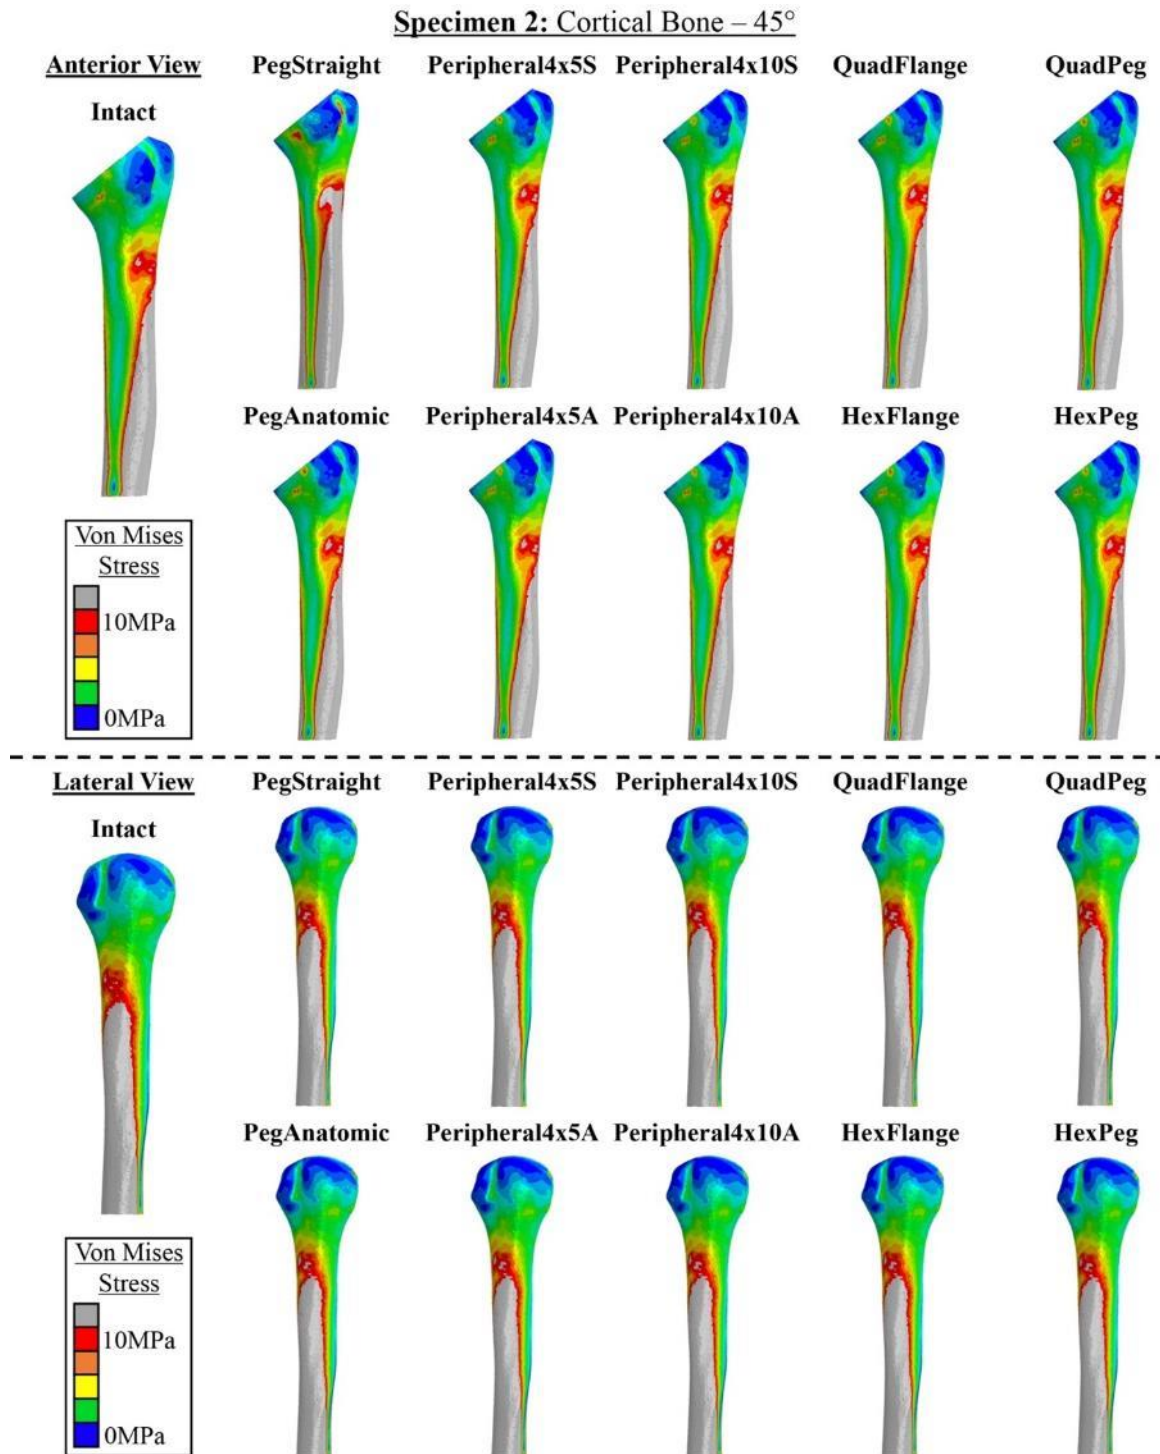 Specimen 2: Cortical Bone – 45°
Anterior View
PegStraight
Peripheral4x5S
Peripheral4x10S
QuadFlange
QuadPeg
Intact
PegAnatomic
Peripheral4x5A
Peripheral4x10A
HexFlange
HexPeg
Von Mises
Stress
10MPa
0MPa
Lateral View
PegStraight
Peripheral4x5S
Peripheral4x10S
QuadFlange
QuadPeg
Intact
PegAnatomic
Peripheral4x5A
Peripheral4x10A
HexFlange
HexPeg
Von Mises
Stress
10MPa
0MPa